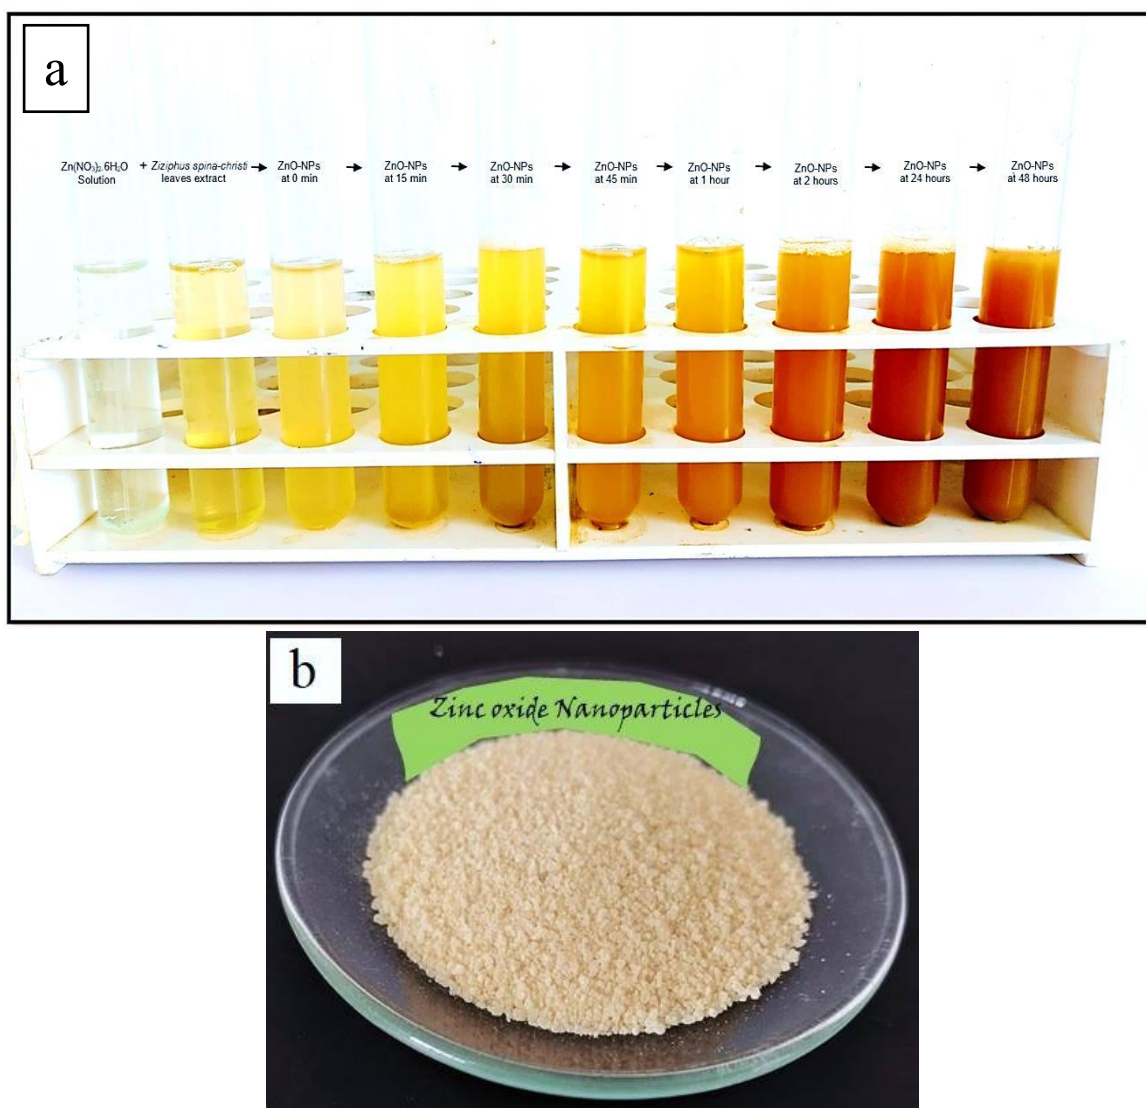 a
Zn(NO₃)₂.6H₂O
Solution
+ Ziziphus spina-christi
leaves extract
ZnO-NPs
at 0 min
ZnO-NPs
at 15 min
ZnO-NPs
at 30 min
ZnO-NPs
at 45 min
ZnO-NPs
at 1 hour
ZnO-NPs
at 2 hours
ZnO-NPs
at 24 hours
ZnO-NPs
at 48 hours
b
Zinc oxide Nanoparticles